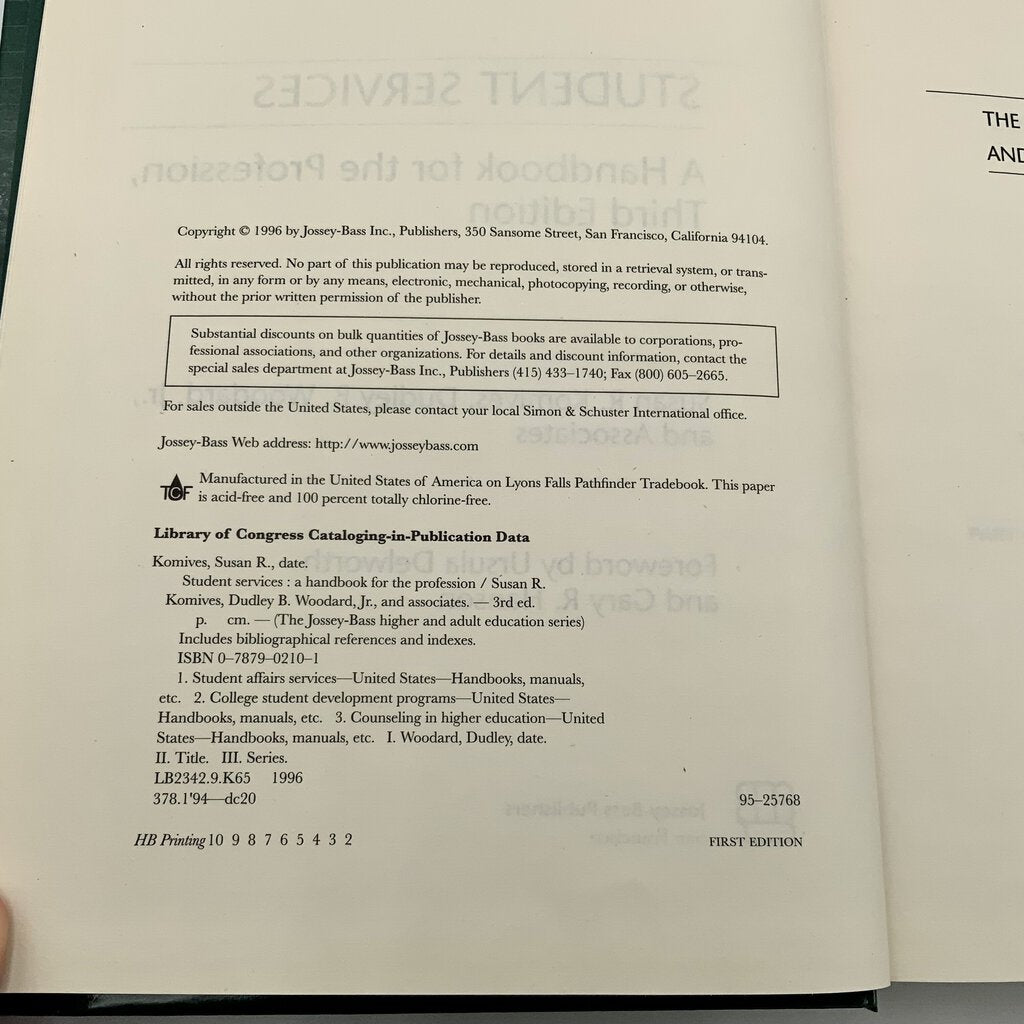 Copyright © 1996 by Jossey-Bass Inc., Publishers, 350 Sansome Street, San Francisco, California 94104.
All rights reserved. No part of this publication may be reproduced, stored in a retrieval system, or trans-
mitted, in any form or by any means, electronic, mechanical, photocopying, recording, or otherwise,
without the prior written permission of the publisher.
Substantial discounts on bulk quantities of Jossey-Bass books are available to corporations, pro-
fessional associations, and other organizations. For details and discount information, contact the
special sales department at Jossey-Bass Inc., Publishers (415) 433–1740; Fax (800) 605–2665.
For sales outside the United States, please contact your local Simon & Schuster International office.
Jossey-Bass Web address: http://www.josseybass.com
TCF Manufactured in the United States of America on Lyons Falls Pathfinder Tradebook. This paper
is acid-free and 100 percent totally chlorine-free.
Library of Congress Cataloging-in-Publication Data
Komives, Susan R., date.
Student services : a handbook for the profession / Susan R.
Komives, Dudley B. Woodard, Jr., and associates. — 3rd ed.
p. cm. — (The Jossey-Bass higher and adult education series)
Includes bibliographical references and indexes.
ISBN 0–7879–0210–1
1. Student affairs services—United States—Handbooks, manuals,
etc. 2. College student development programs—United States—
Handbooks, manuals, etc. 3. Counseling in higher education—United
States—Handbooks, manuals, etc. I. Woodard, Dudley, date.
II. Title. III. Series.
LB2342.9.K65 1996
378.1'94—dc20 95–25768
HB Printing 10 9 8 7 6 5 4 3 2 FIRST EDITION
THE
AND